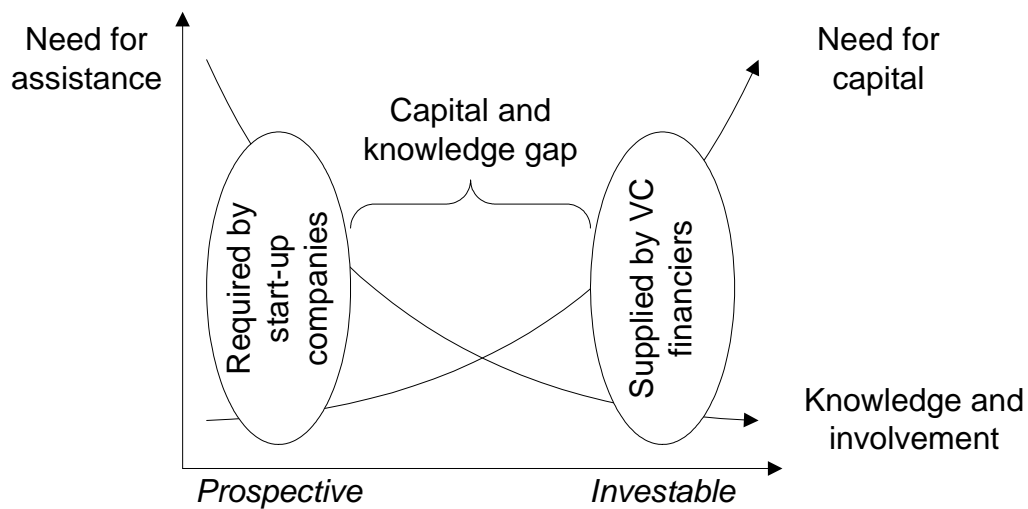 Need for
assistance
Need for
capital
Capital and
knowledge gap
Required by
start-up
companies
Supplied by VC
financiers
Knowledge and
involvement
Prospective
Investable